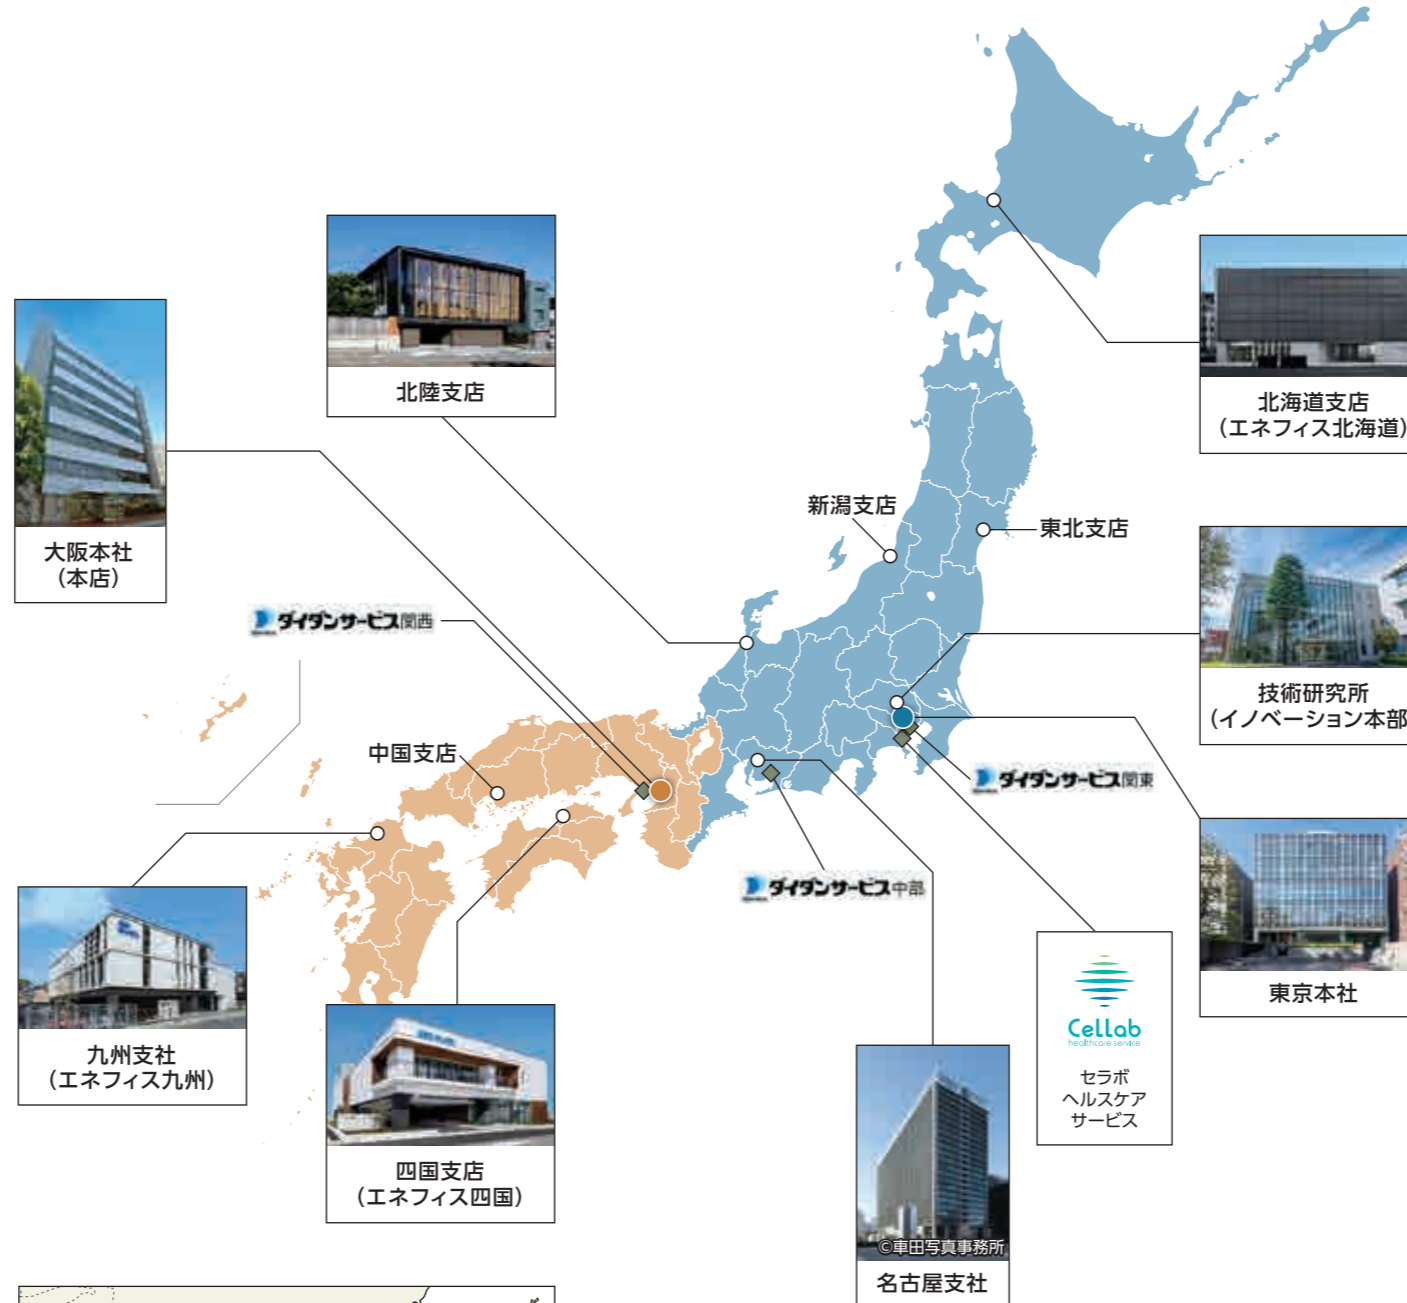 北陸支店
北海道支店
（エネフィス北海道）
大阪本社
（本店）
新潟支店
東北支店
ダイダンサービス関西
技術研究所
（イノベーション本部
中国支店
ダイダンサービス関東
ダイダンサービス中部
九州支社
（エネフィス九州）
四国支店
（エネフィス四国）
CeLLab
healthcare service
セラボ
ヘルスケア
サービス
東京本社
©車田写真事務所
名古屋支社